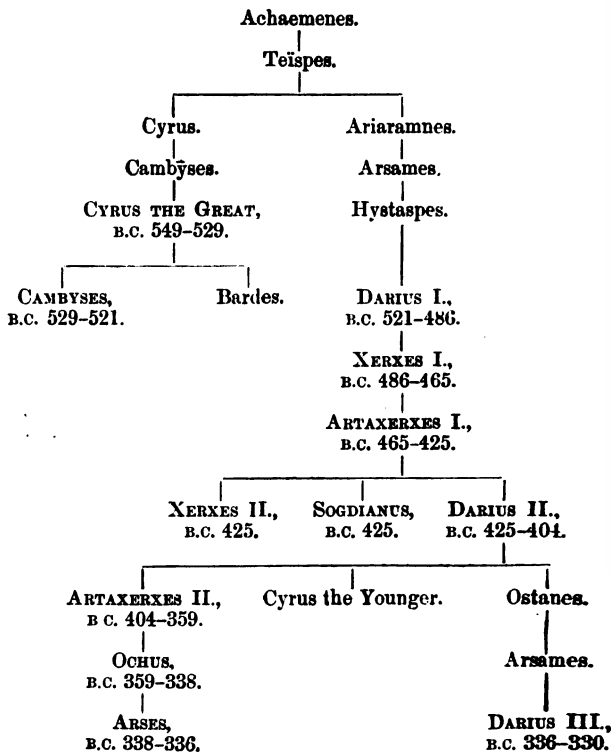 Achaemenes.
Teïspes.
Cyrus. Ariaramnes.
Cambȳses. Arsames.
CYRUS THE GREAT, Hystaspes.
B.C. 549–529.
CAMBYSES, Bardes. DARIUS I.,
B.C. 529–521. B.C. 521–486.
XERXES I.,
B.C. 486–465.
ARTAXERXES I.,
B.C. 465–425.
XERXES II., SOGDIANUS, DARIUS II.,
B.C. 425. B.C. 425. B.C. 425–404.
ARTAXERXES II., Cyrus the Younger. Ostanes.
B C. 404–359.
OCHUS, Arsames.
B.C. 359–338.
ARSES, DARIUS III.,
B.C. 338–336. B.C. 336–330.